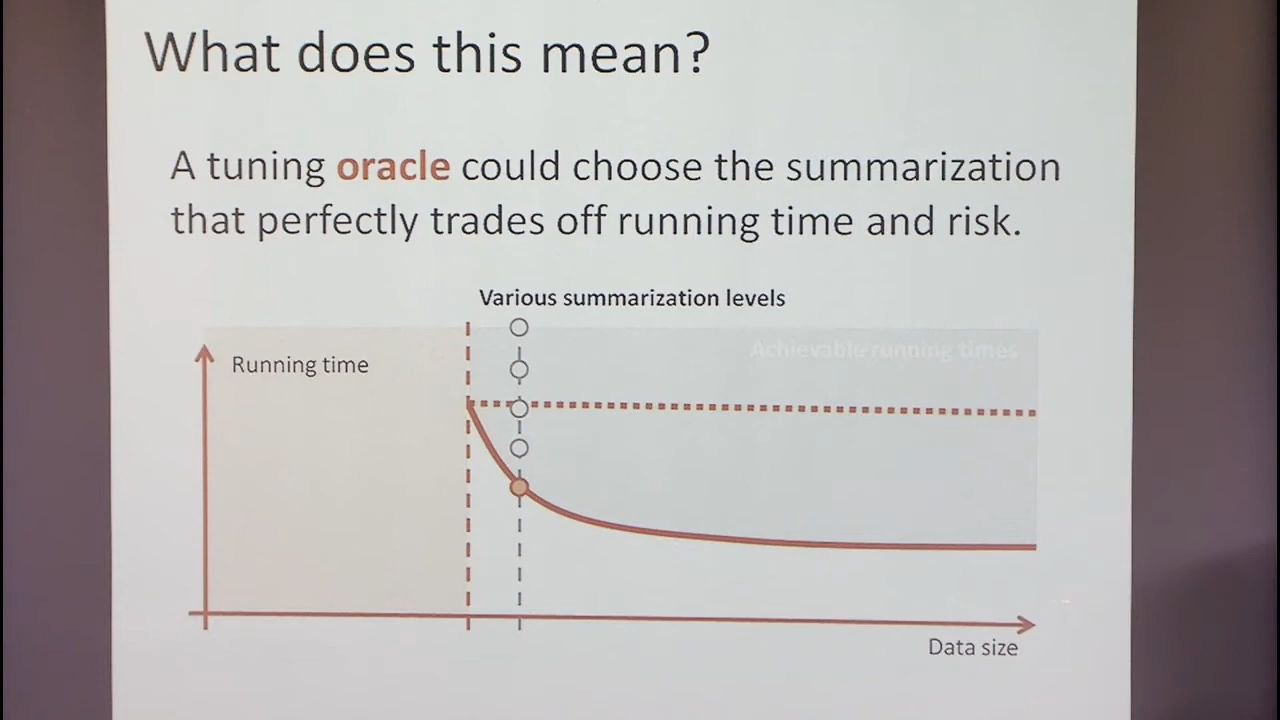 What does this mean?
A tuning oracle could choose the summarization
that perfectly trades off running time and risk.
Various summarization levels
Achievable running times
Running time
Data size